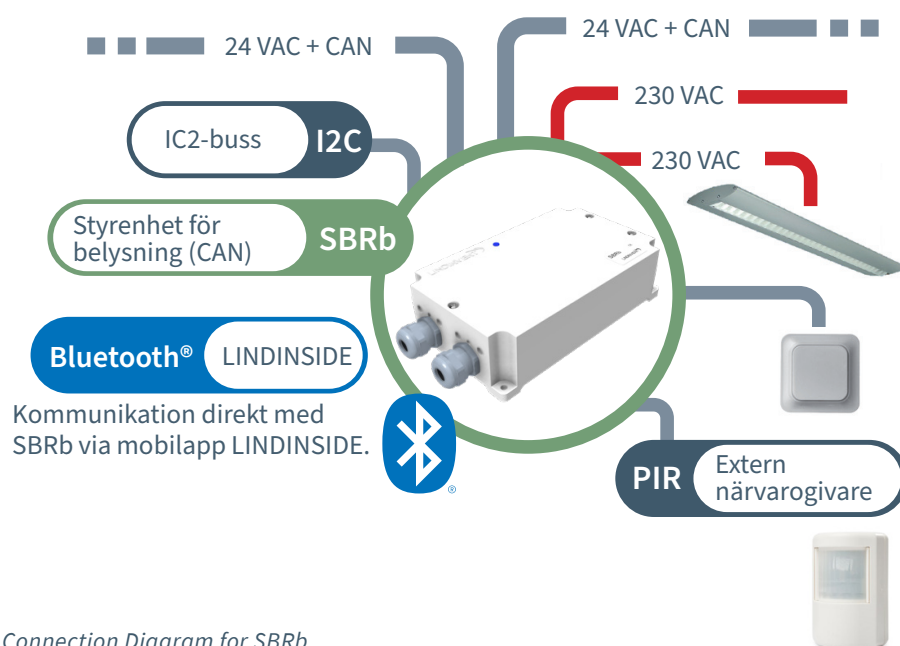 24 VAC + CAN
24 VAC + CAN
230 VAC
IC2-buss I2C
230 VAC
Styrenhet för
belysning (CAN)
SBRb
Bluetooth® LINDINSIDE
Kommunikation direkt med
SBRb via mobilapp LINDINSIDE.
®
PIR
Extern
närvarogivare
Connection Diagram for SBRb